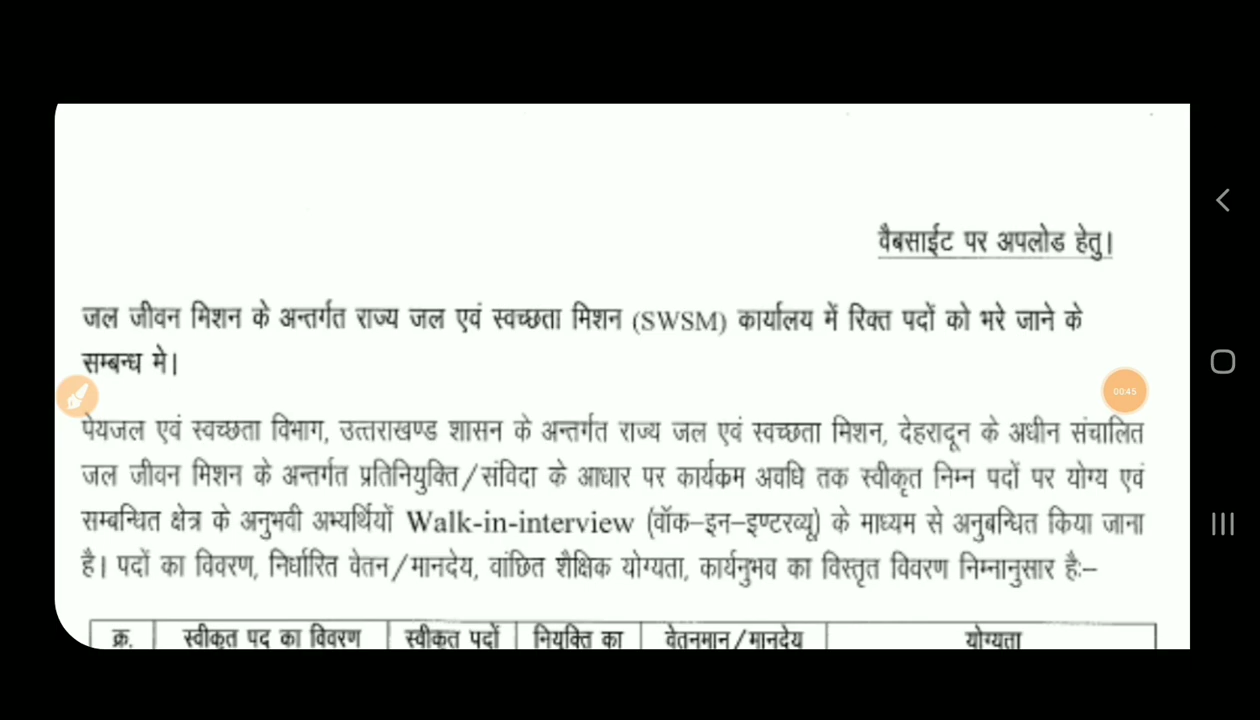 वैबसाईट पर अपलोड हेतु।
जल जीवन मिशन के अन्तर्गत राज्य जल एवं स्वच्छता मिशन (SWSM) कार्यालय में रिक्त पदों को भरे जाने के
सम्बन्ध मे।
00:45
पेयजल एवं स्वच्छता विभाग, उत्तराखण्ड शासन के अन्तर्गत राज्य जल एवं स्वच्छता मिशन, देहरादून के अधीन संचालित
जल जीवन मिशन के अन्तर्गत प्रतिनियुक्ति/संविदा के आधार पर कार्यकम अवधि तक स्वीकृत निम्न पदों पर योग्य एवं
सम्बन्धित क्षेत्र के अनुभवी अभ्यर्थियों Walk-in-interview (वॉक–इन–इण्टरव्यू) के माध्यम से अनुबन्धित किया जाना
है। पदों का विवरण, निर्धारित वेतन/मानदेय, वांछित शैक्षिक योग्यता, कार्यनुभव का विस्तृत विवरण निम्नानुसार है:–
क्र. स्वीकृत पद का विवरण स्वीकृत पदों नियुक्ति का वेतनमान/मानदेय योग्यता